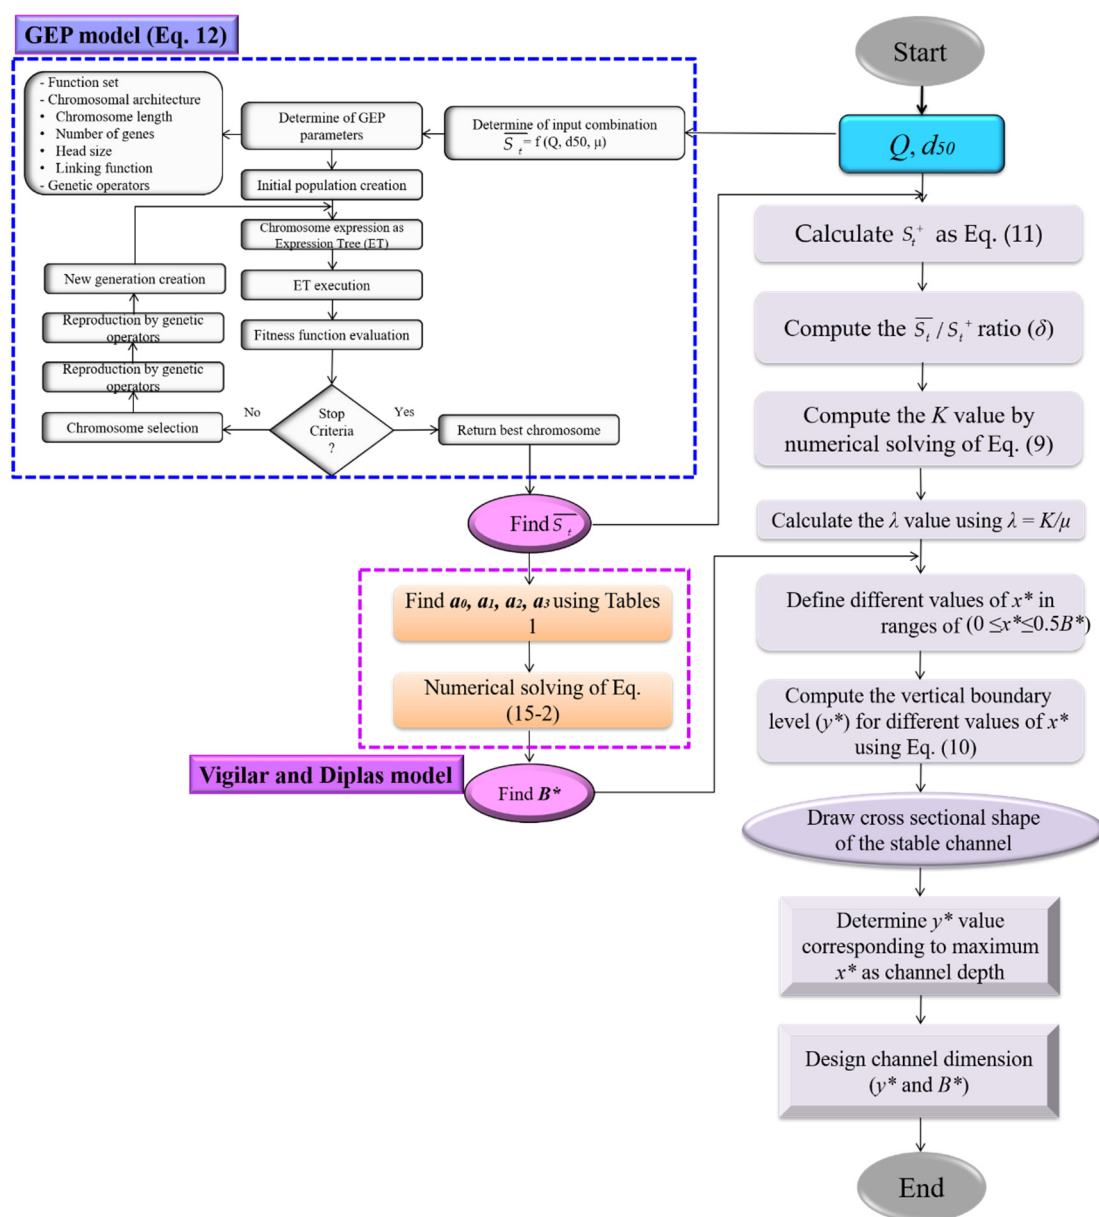 GEP model (Eq. 12)
- Function set
- Chromosomal architecture
• Chromosome length
• Number of genes
• Head size
• Linking function
- Genetic operators
Determine of GEP
parameters
Determine of input combination
S̅ₜ= f (Q, d50, μ)
Initial population creation
Chromosome expression as
Expression Tree (ET)
ET execution
Fitness function evaluation
New generation creation
Reproduction by genetic
operators
Reproduction by genetic
operators
Chromosome selection
No
Stop
Criteria
?
Yes
Return best chromosome
Find S̅ₜ
Find a₀, a₁, a₂, a₃ using Tables
1
Numerical solving of Eq.
(15-2)
Vigilar and Diplas model
Find B*
Start
Q, d₅₀
Calculate Sₜ⁺ as Eq. (11)
Compute the S̅ₜ / Sₜ⁺ ratio (δ)
Compute the K value by
numerical solving of Eq. (9)
Calculate the λ value using λ = K/μ
Define different values of x* in
ranges of (0 ≤x*≤0.5B*)
Compute the vertical boundary
level (y*) for different values of x*
using Eq. (10)
Draw cross sectional shape
of the stable channel
Determine y* value
corresponding to maximum
x* as channel depth
Design channel dimension
(y* and B*)
End